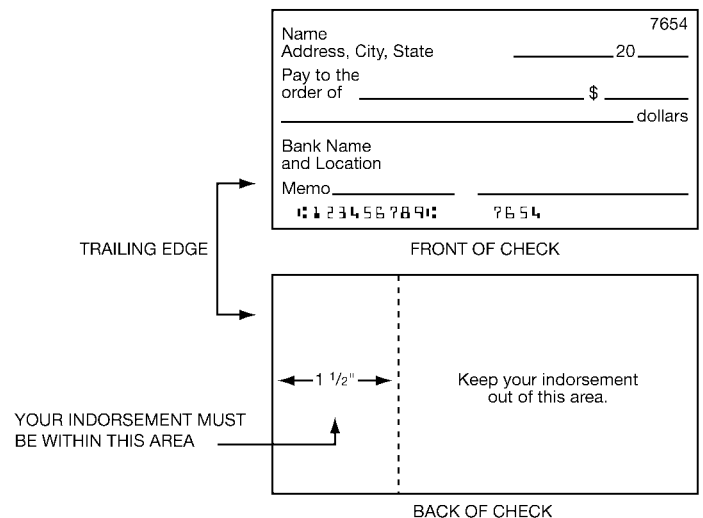 7654
Name
Address, City, State 20
Pay to the
order of $
dollars
Bank Name
and Location
Memo
⑆123456789⑆ 7654
TRAILING EDGE
FRONT OF CHECK
1 1/2"
Keep your indorsement
out of this area.
YOUR INDORSEMENT MUST
BE WITHIN THIS AREA
BACK OF CHECK